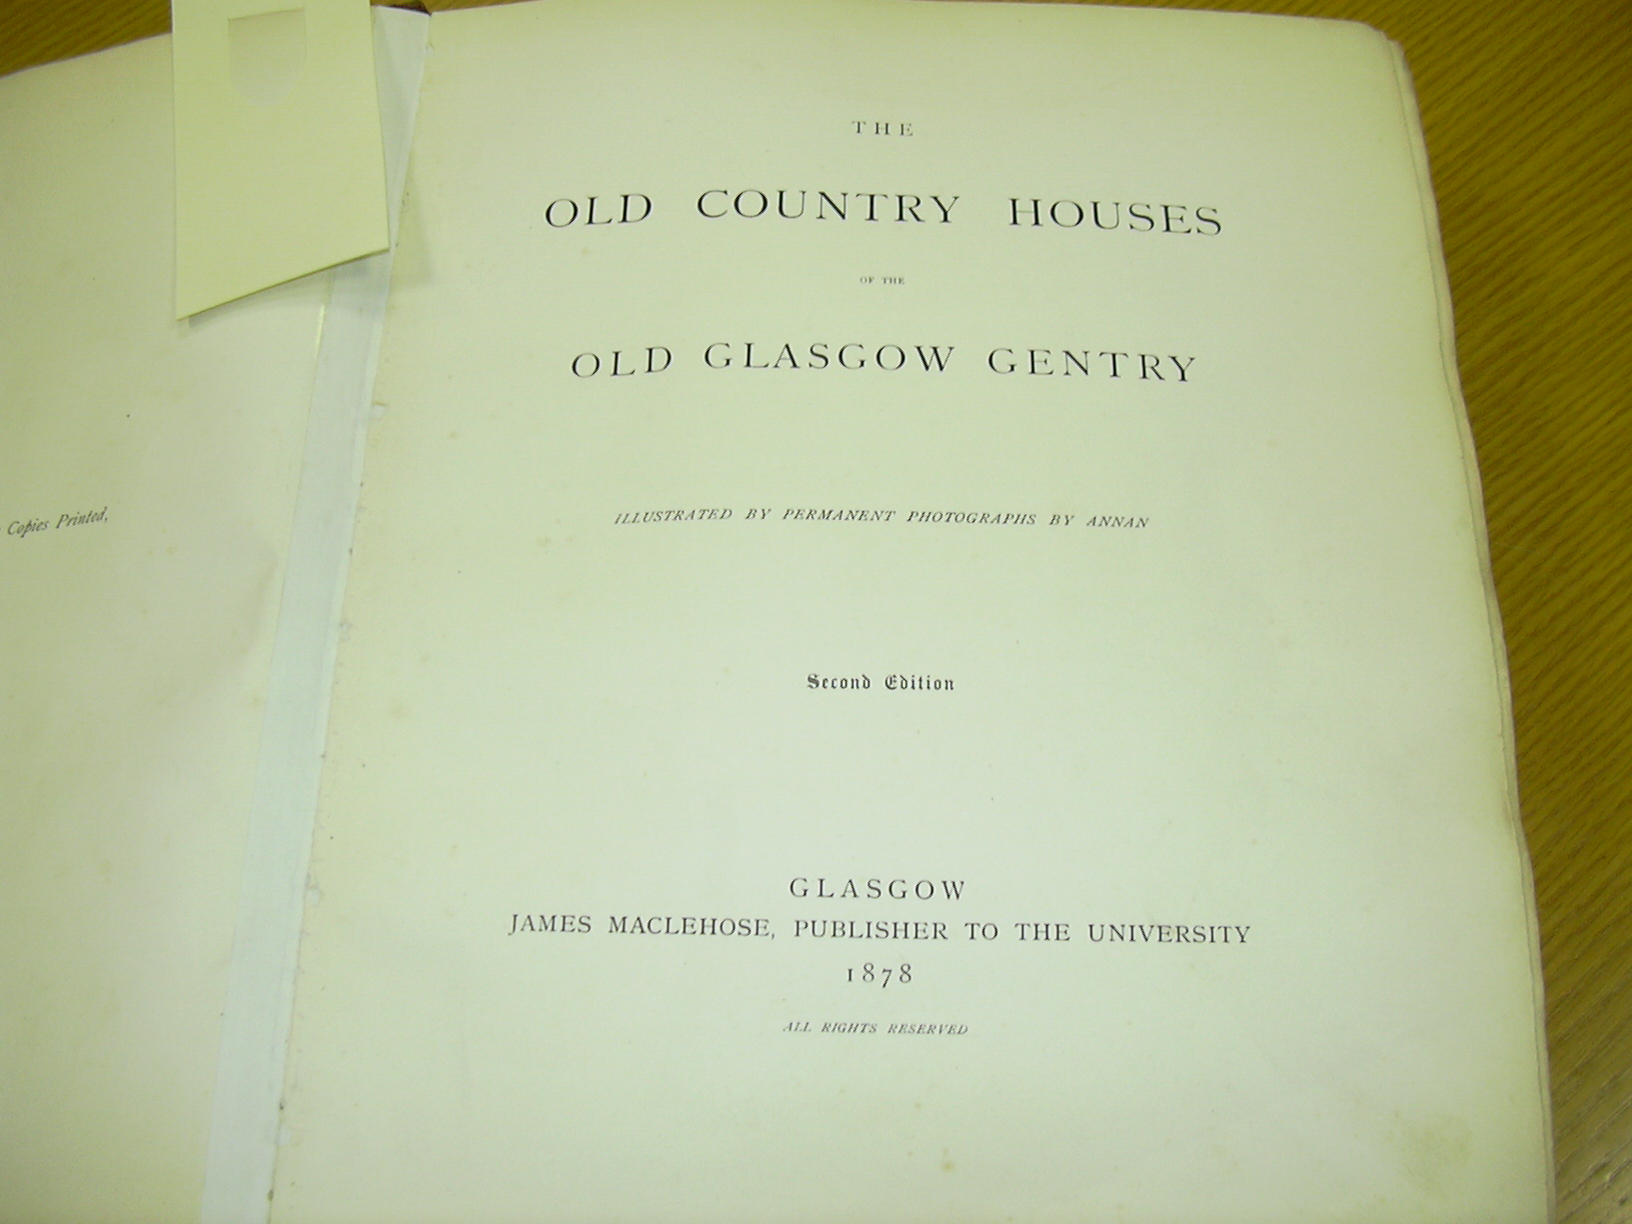 Copies Printed,
THE
OLD COUNTRY HOUSES
OF THE
OLD GLASGOW GENTRY
ILLUSTRATED BY PERMANENT PHOTOGRAPHS BY ANNAN
Second Edition
GLASGOW
JAMES MACLEHOSE, PUBLISHER TO THE UNIVERSITY
1878
ALL RIGHTS RESERVED